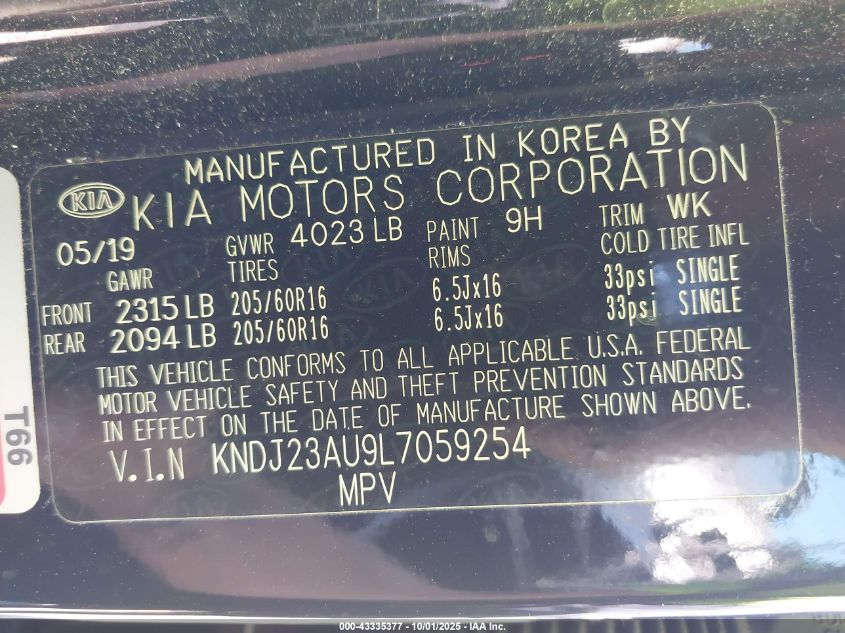 MANUFACTURED IN KOREA BY
KIA KIA MOTORS CORPORATION
05/19 GVWR 4023 LB PAINT 9H TRIM WK
GAWR TIRES RIMS COLD TIRE INFL
FRONT 2315 LB 205/60R16 6.5Jx16 33psi SINGLE
REAR 2094 LB 205/60R16 6.5Jx16 33psi SINGLE
THIS VEHICLE CONFORMS TO ALL APPLICABLE U.S.A. FEDERAL
MOTOR VEHICLE SAFETY AND THEFT PREVENTION STANDARDS
IN EFFECT ON THE DATE OF MANUFACTURE SHOWN ABOVE.
V.I.N KNDJ23AU9L7059254
MPV
T66
000-43335377 - 10/01/2025 - IAA Inc.